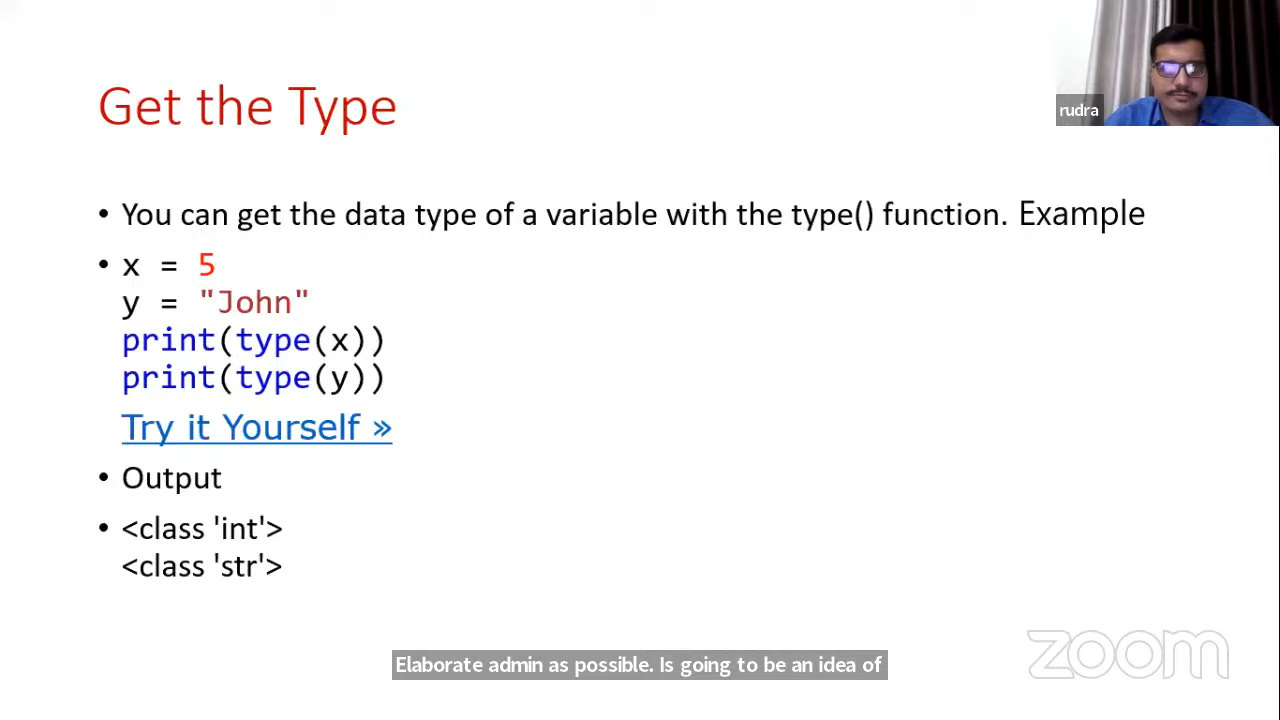 Get the Type
rudra
• You can get the data type of a variable with the type() function. Example
• x = 5
y = "John"
print(type(x))
print(type(y))
Try it Yourself »
• Output
• <class 'int'>
<class 'str'>
Elaborate admin as possible. Is going to be an idea of
zoom